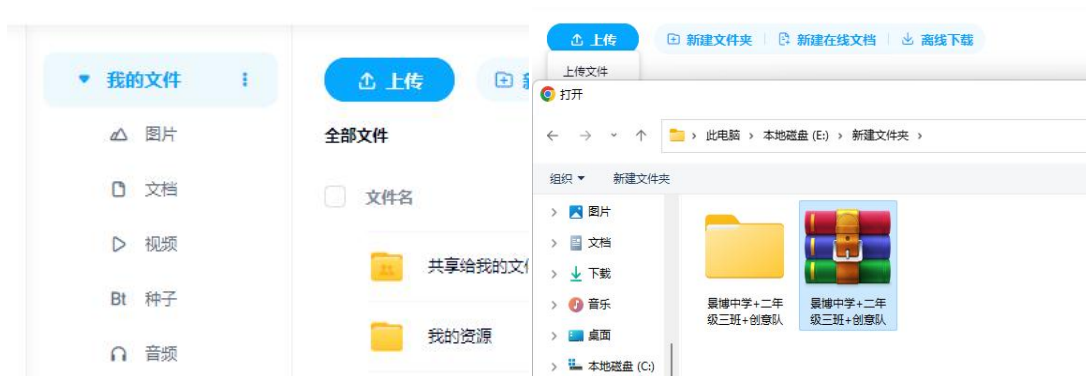 我的文件
图片
文档
视频
Bt 种子
音频
上传
全部文件
文件名
共享给我的文
我的资源
上传 新建文件夹 新建在线文档 离线下载
上传文件
打开
此电脑 › 本地磁盘 (E:) › 新建文件夹 ›
组织 新建文件夹
图片
文档
下载
音乐
桌面
本地磁盘 (C:)
景博中学+二年
级三班+创意队
景博中学+二年
级三班+创意队